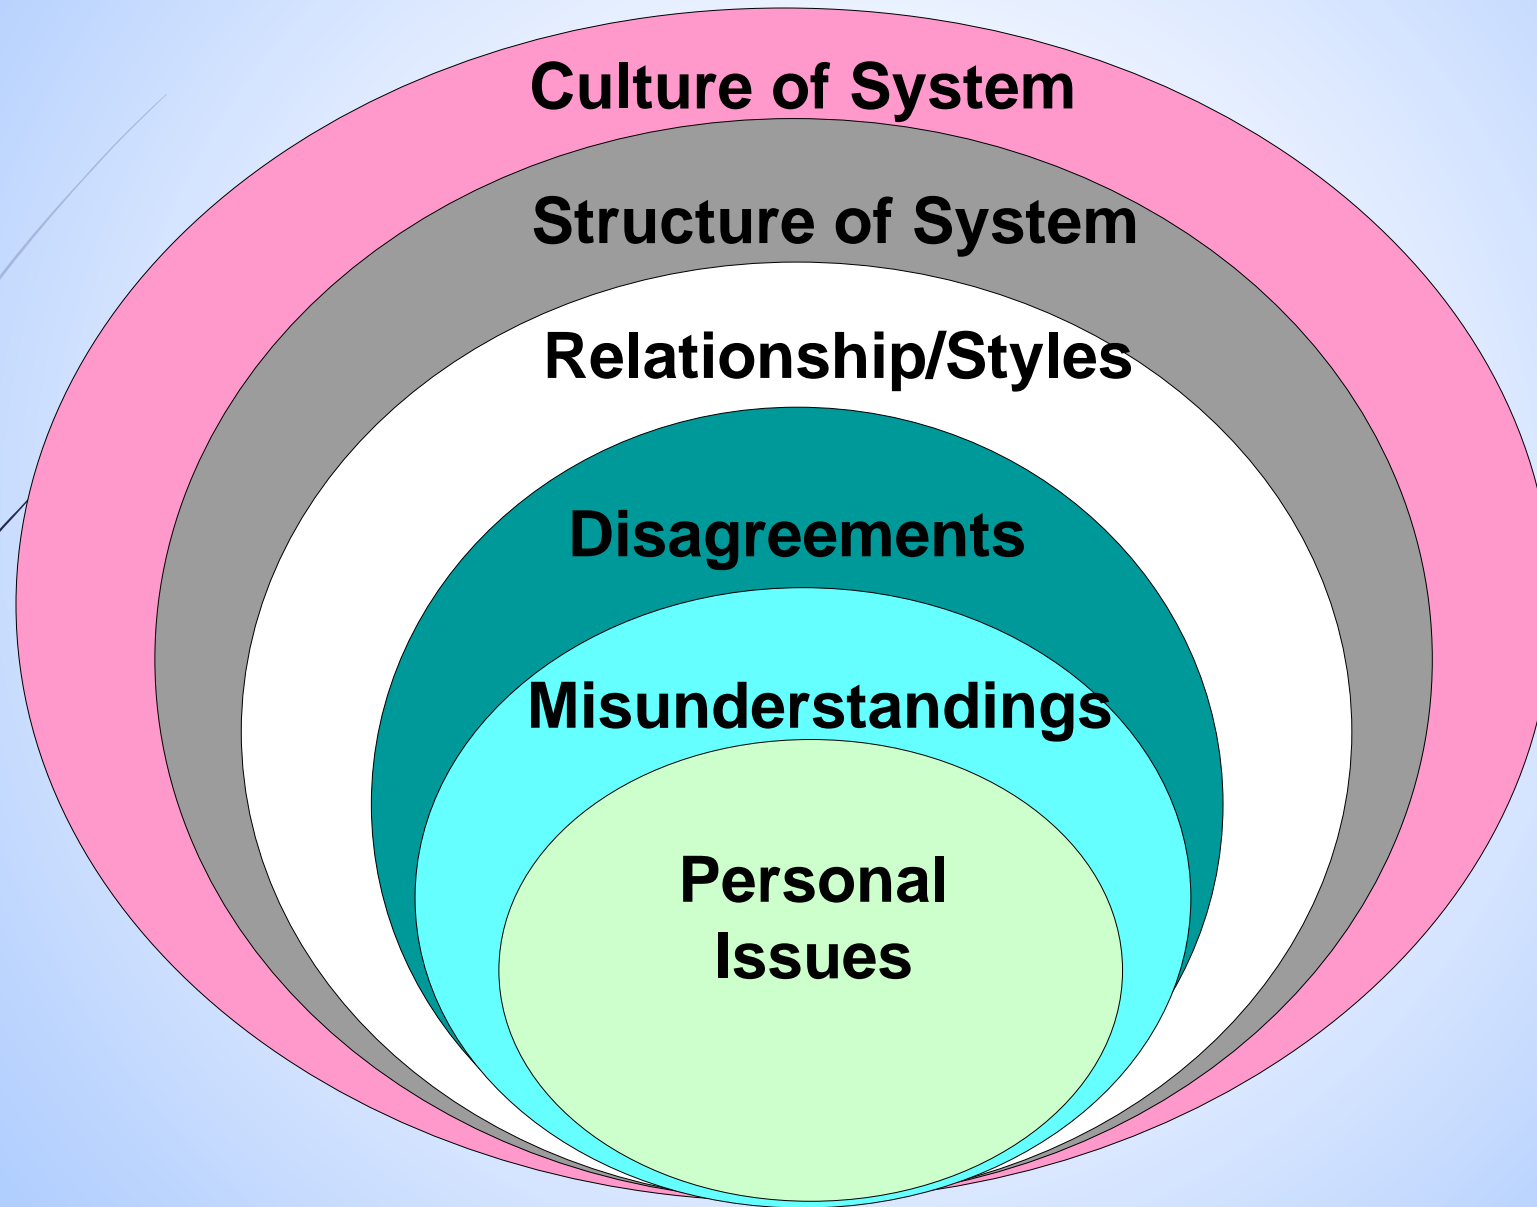 Culture of System
Structure of System
Relationship/Styles
Disagreements
Misunderstandings
Personal
Issues